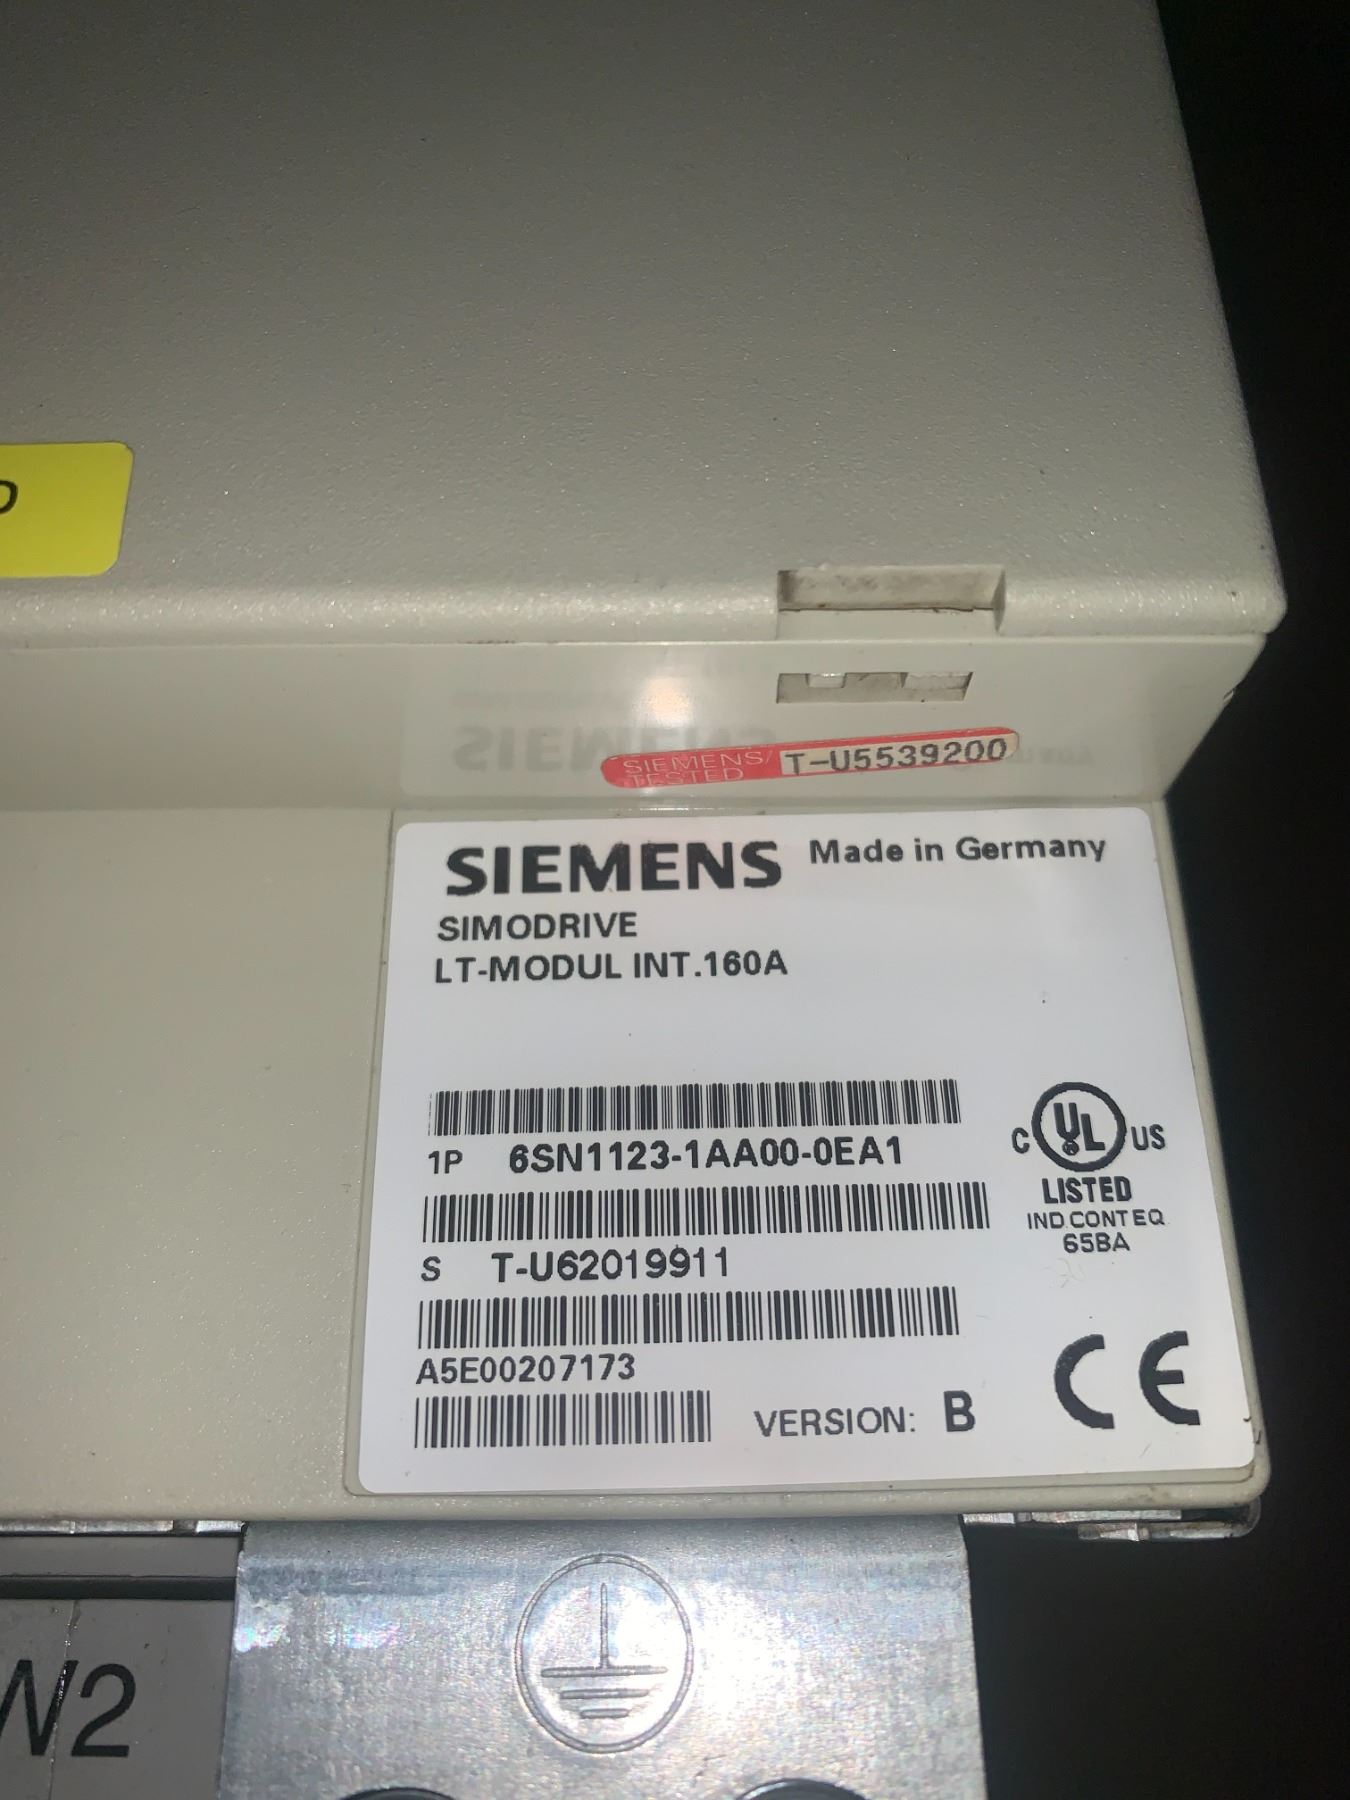 SIEMENS/ T-U5539200
TESTED
SIEMENS Made in Germany
SIMODRIVE
LT-MODUL INT.160A
1P 6SN1123-1AA00-0EA1
C UL US
LISTED
IND.CONT.EQ
65BA
S T-U62019911
A5E00207173
VERSION: B
CE
W2